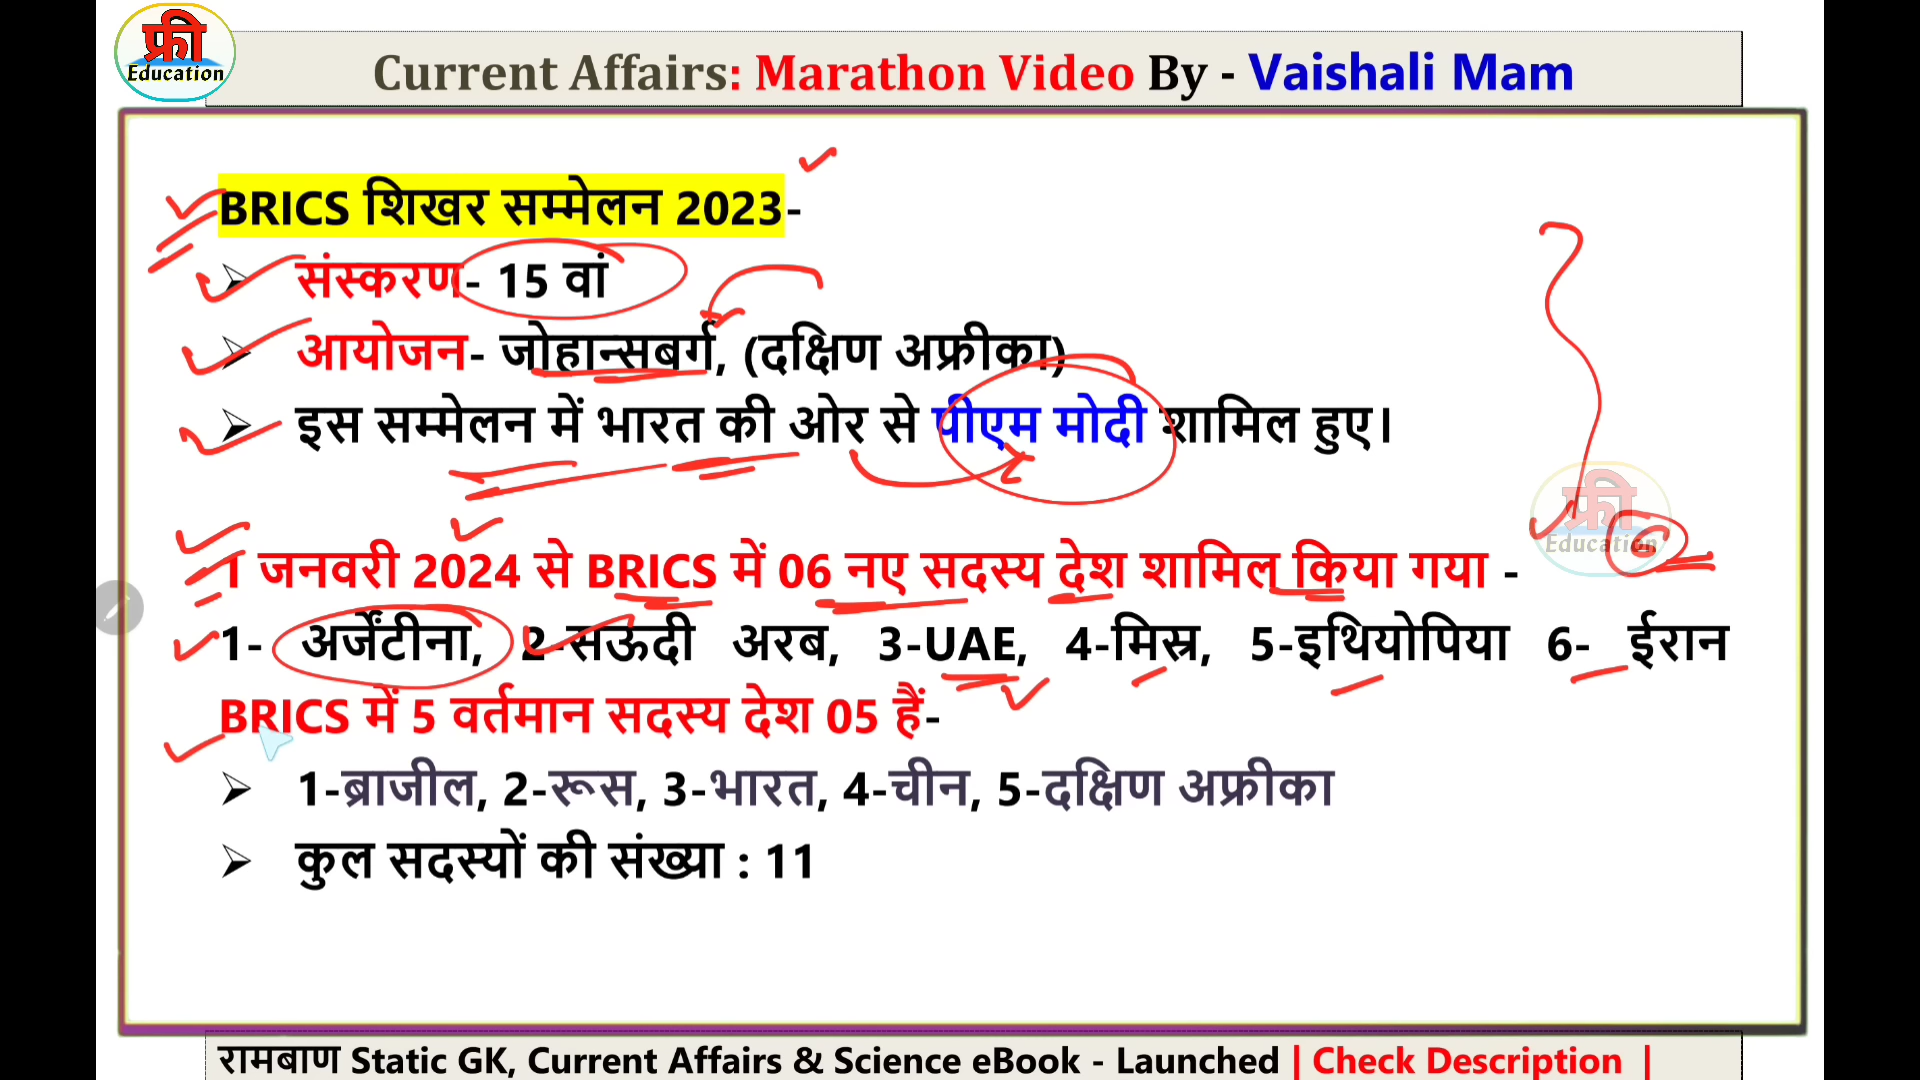 फ्री
Education
Current Affairs: Marathon Video By - Vaishali Mam
BRICS शिखर सम्मेलन 2023-
➢ संस्करण- 15 वां
➢ आयोजन- जोहान्सबर्ग, (दक्षिण अफ्रीका)
➢ इस सम्मेलन में भारत की ओर से पीएम मोदी शामिल हुए।
फ्री
Education
6
1 जनवरी 2024 से BRICS में 06 नए सदस्य देश शामिल किया गया -
1- अर्जेंटीना, 2-सऊदी अरब, 3-UAE, 4-मिस्र, 5-इथियोपिया 6- ईरान
BRICS में 5 वर्तमान सदस्य देश 05 हैं-
➢ 1-ब्राजील, 2-रूस, 3-भारत, 4-चीन, 5-दक्षिण अफ्रीका
➢ कुल सदस्यों की संख्या : 11
रामबाण Static GK, Current Affairs & Science eBook - Launched | Check Description |